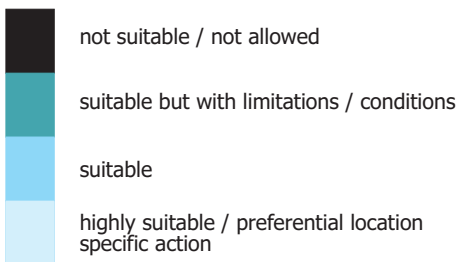 not suitable / not allowed
suitable but with limitations / conditions
suitable
highly suitable / preferential location
specific action